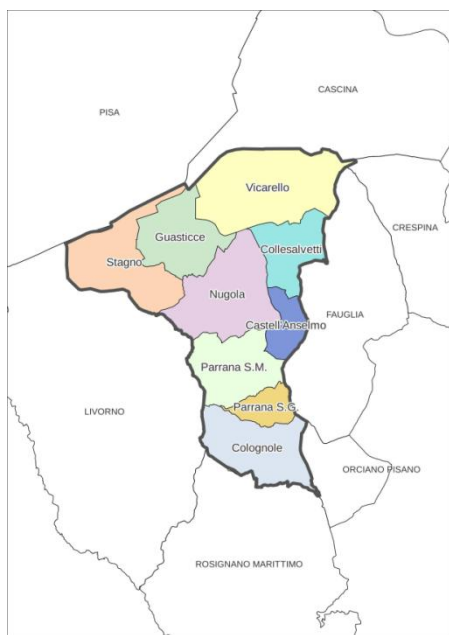 CASCINA
PISA
Vicarello
CRESPINA
Guasticce
Collesalvetti
Stagno
Nugola
FAUGLIA
Castell'Anselmo
Parrana S.M.
Parrana S.G.
LIVORNO
Colognole
ORCIANO PISANO
ROSIGNANO MARITTIMO